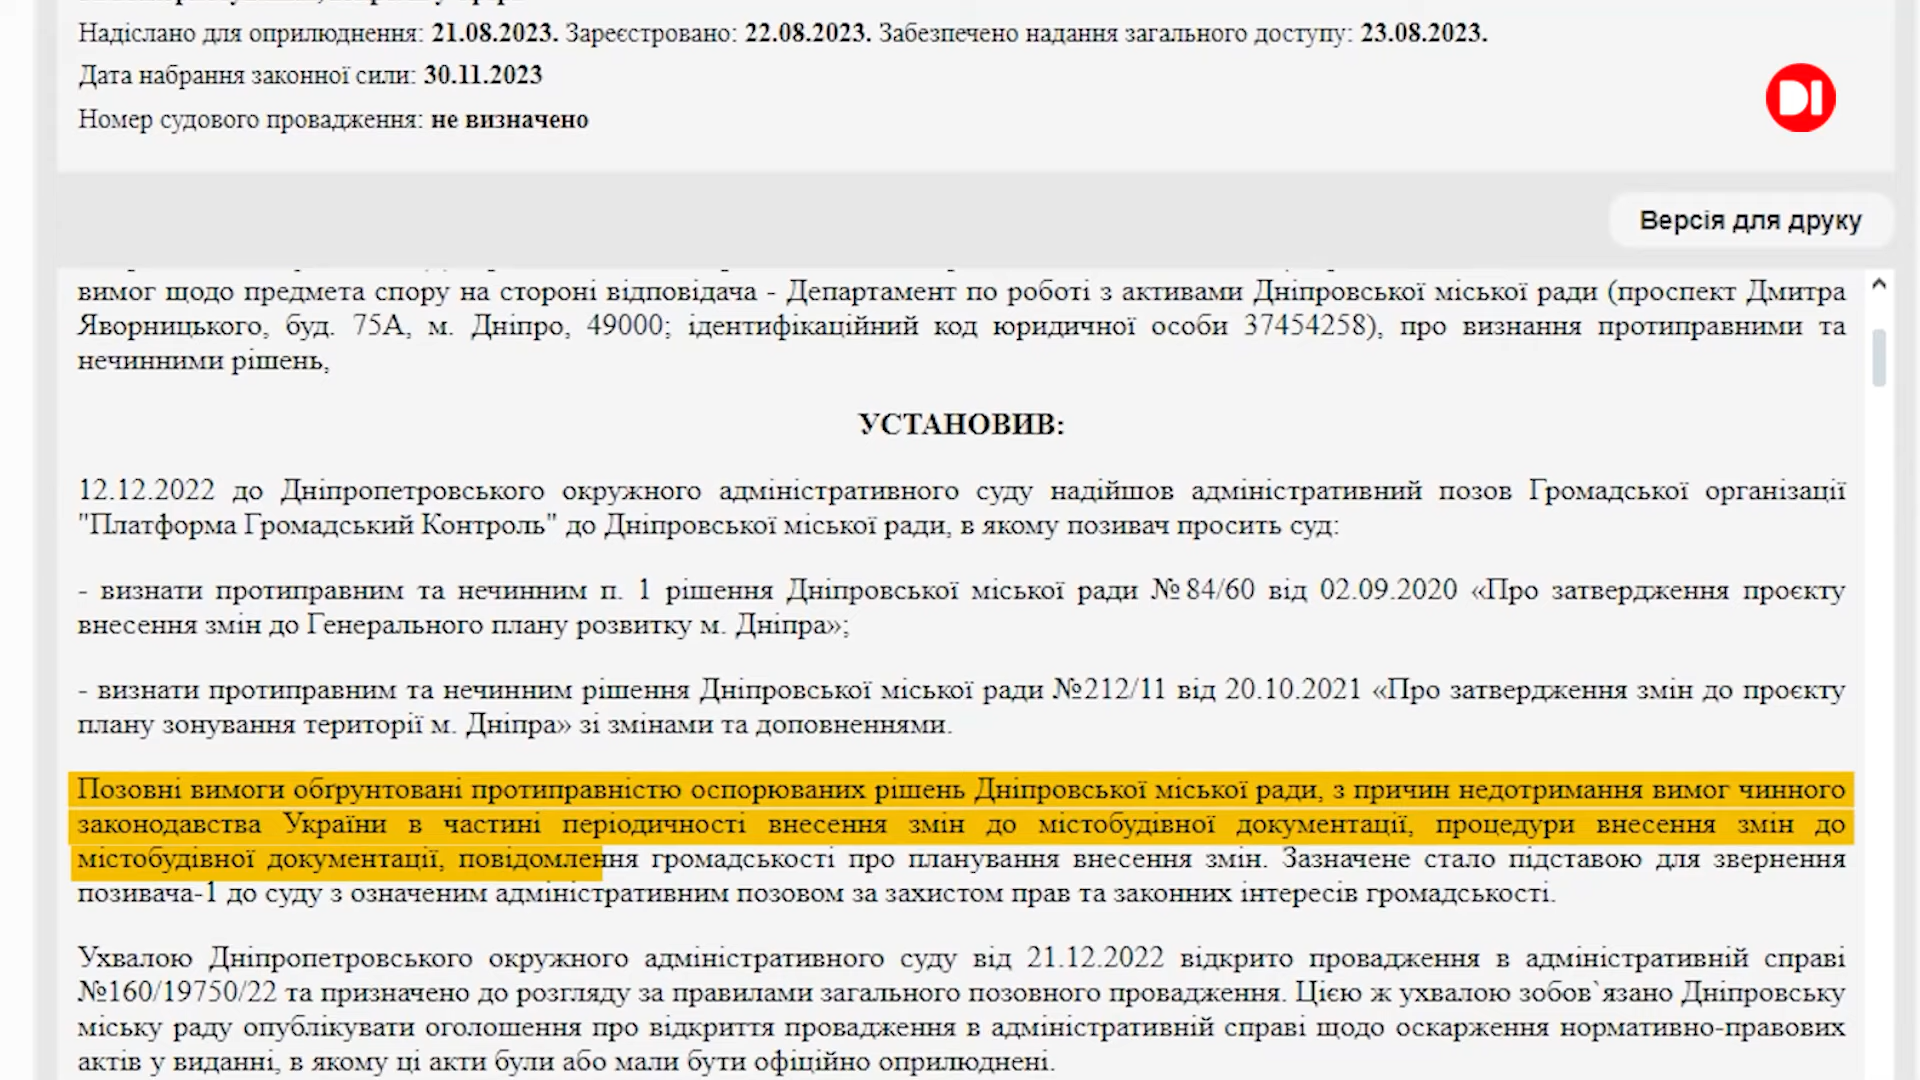 Надіслано для оприлюднення: 21.08.2023. Зареєстровано: 22.08.2023. Забезпечено надання загального доступу: 23.08.2023.
Дата набрання законної сили: 30.11.2023
DI
Номер судового провадження: не визначено
Версія для друку
вимог щодо предмета спору на стороні відповідача - Департамент по роботі з активами Дніпровської міської ради (проспект Дмитра
Яворницького, буд. 75А, м. Дніпро, 49000; ідентифікаційний код юридичної особи 37454258), про визнання протиправними та
нечинними рішень,
УСТАНОВИВ:
12.12.2022 до Дніпропетровського окружного адміністративного суду надійшов адміністративний позов Громадської організації
"Платформа Громадський Контроль" до Дніпровської міської ради, в якому позивач просить суд:
- визнати протиправним та нечинним п. 1 рішення Дніпровської міської ради №84/60 від 02.09.2020 «Про затвердження проєкту
внесення змін до Генерального плану розвитку м. Дніпра»;
- визнати протиправним та нечинним рішення Дніпровської міської ради №212/11 від 20.10.2021 «Про затвердження змін до проєкту
плану зонування території м. Дніпра» зі змінами та доповненнями.
Позовні вимоги обґрунтовані протиправністю оспорюваних рішень Дніпровської міської ради, з причин недотримання вимог чинного
законодавства України в частині періодичності внесення змін до містобудівної документації, процедури внесення змін до
містобудівної документації, повідомлення громадськості про планування внесення змін. Зазначене стало підставою для звернення
позивача-1 до суду з означеним адміністративним позовом за захистом прав та законних інтересів громадськості.
Ухвалою Дніпропетровського окружного адміністративного суду від 21.12.2022 відкрито провадження в адміністративній справі
№160/19750/22 та призначено до розгляду за правилами загального позовного провадження. Цією ж ухвалою зобов`язано Дніпровську
міську раду опублікувати оголошення про відкриття провадження в адміністративній справі щодо оскарження нормативно-правових
актів у виданні, в якому ці акти були або мали бути офіційно оприлюднені.